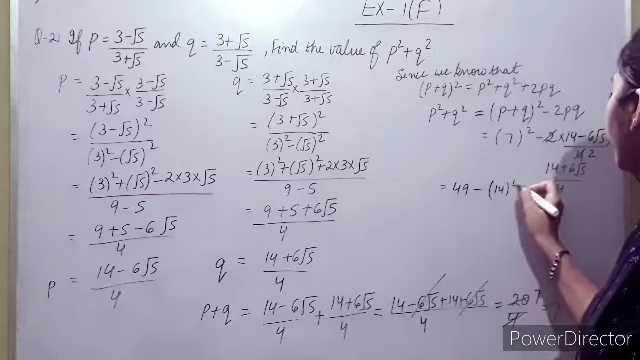 EX-1(F)
Q-2 If P = (3-√5)/(3+√5) and q = (3+√5)/(3-√5), Find the value of p²+q²
P = (3-√5)/(3+√5) × (3-√5)/(3-√5)
= (3-√5)²/((3)²-(√5)²)
= ((3)²+(√5)²-2×3×√5)/(9-5)
= (9+5-6√5)/4
P = (14-6√5)/4
q = (3+√5)/(3-√5) × (3+√5)/(3+√5)
= (3+√5)²/((3)²-(√5)²)
= ((3)²+(√5)²+2×3×√5)/(9-5)
= (9+5+6√5)/4
q = (14+6√5)/4
P+q = (14-6√5)/4 + (14+6√5)/4 = (14-6√5+14+6√5)/4 = 28/4 = 7
Since we know that
(P+q)² = p²+q²+2pq
p²+q² = (p+q)²-2pq
= (7)² - 2 × (14-6√5)/4 2
(14+6√5)/4
= 49 - (14)²
PowerDirector